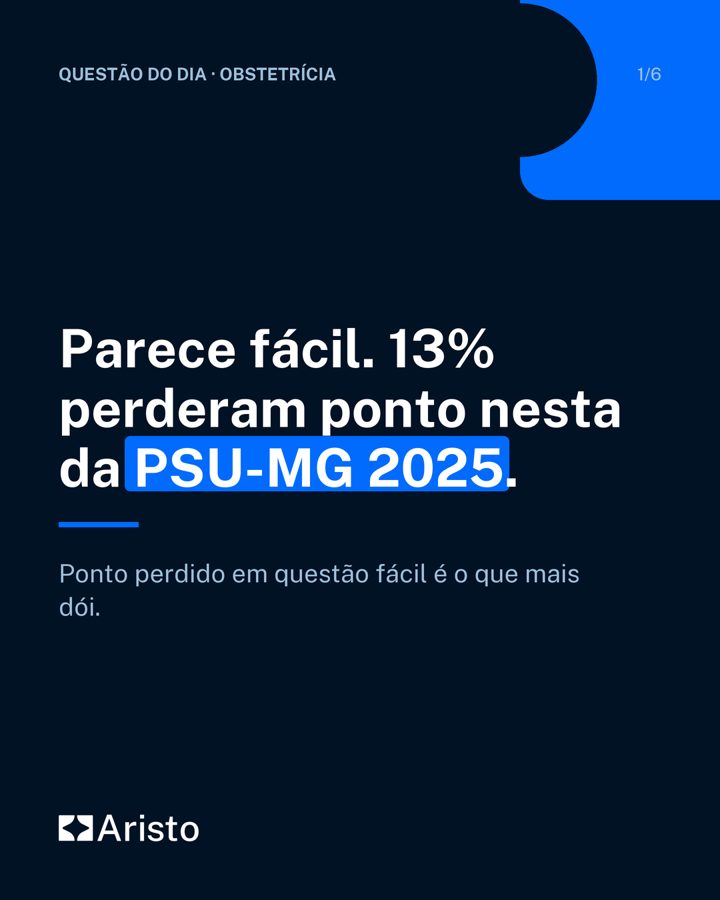 QUESTÃO DO DIA · OBSTETRÍCIA
1/6
Parece fácil. 13%
perderam ponto nesta
da PSU-MG 2025.
Ponto perdido em questão fácil é o que mais
dói.
Aristo